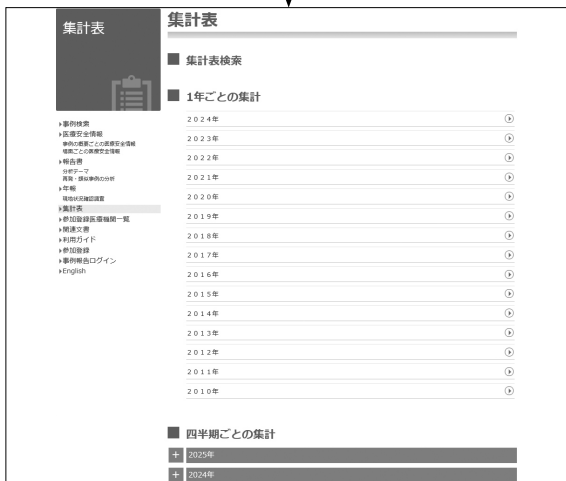 集計表
集計表
集計表検索
1年ごとの集計
▸事例検索
▸医療安全情報
事例の概要ごとの医療安全情報
場面ごとの医療安全情報
▸報告書
分析テーマ
再発・類似事例の分析
▸年報
現地状況確認調査
▸集計表
▸参加登録医療機関一覧
▸関連文書
▸利用ガイド
▸参加登録
▸事例報告ログイン
▸English
2024年
2023年
2022年
2021年
2020年
2019年
2018年
2017年
2016年
2015年
2014年
2013年
2012年
2011年
2010年
四半期ごとの集計
+ 2025年
+ 2024年